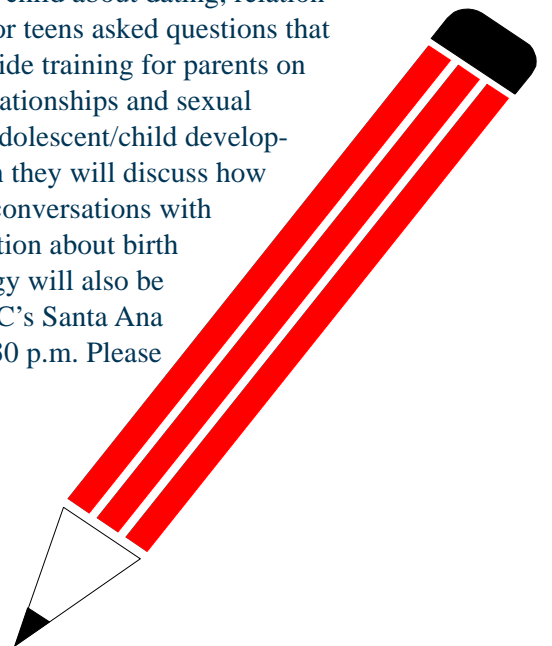 child about dating, relation
or teens asked questions that
ide training for parents on
lationships and sexual
dolescent/child develop-
they will discuss how
conversations with
tion about birth
gy will also be
C's Santa Ana
30 p.m. Please